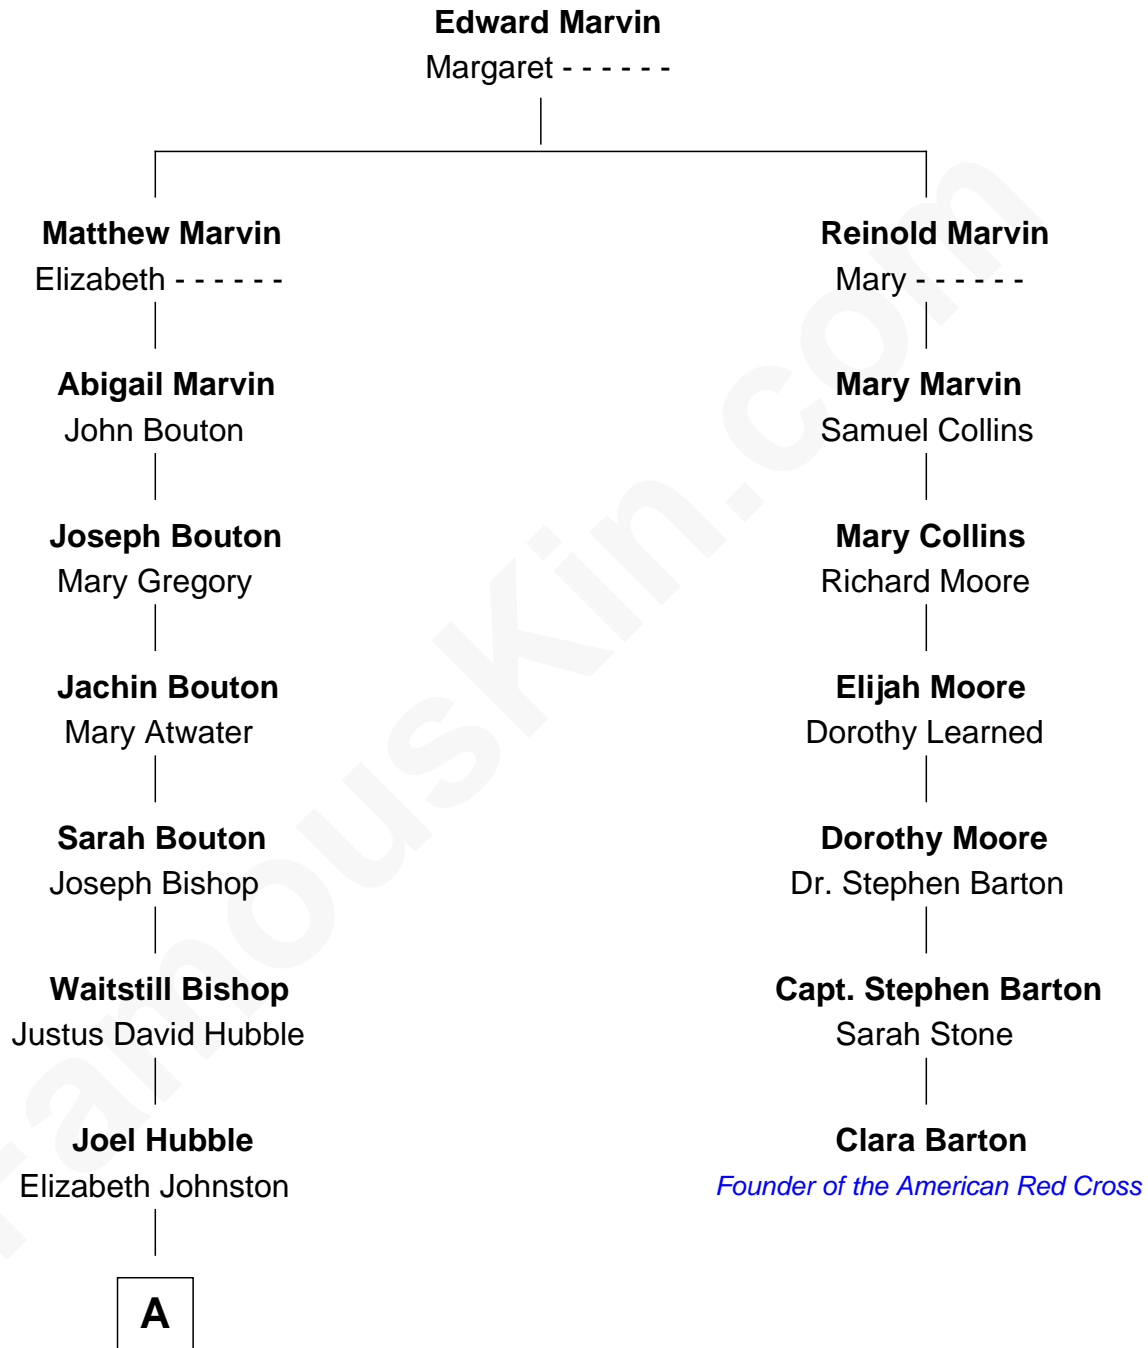 Edward Marvin
Margaret - - - - - -
Matthew Marvin
Elizabeth - - - - - -
Abigail Marvin
John Bouton
Joseph Bouton
Mary Gregory
Jachin Bouton
Mary Atwater
Sarah Bouton
Joseph Bishop
Waitstill Bishop
Justus David Hubble
Joel Hubble
Elizabeth Johnston
A
Reinold Marvin
Mary - - - - - -
Mary Marvin
Samuel Collins
Mary Collins
Richard Moore
Elijah Moore
Dorothy Learned
Dorothy Moore
Dr. Stephen Barton
Capt. Stephen Barton
Sarah Stone
Clara Barton
Founder of the American Red Cross
FamousKin.com